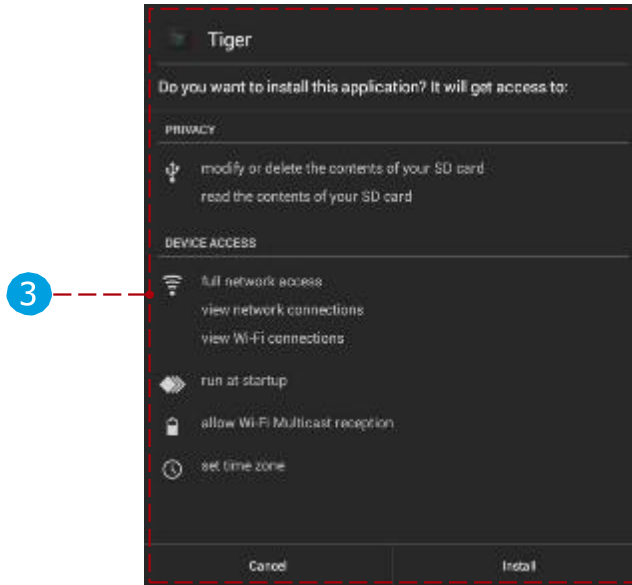 Tiger
Do you want to install this application? It will get access to:
PRIVACY
modify or delete the contents of your SD card
read the contents of your SD card
DEVICE ACCESS
3
full network access
view network connections
view Wi-Fi connections
run at startup
allow Wi-Fi Multicast reception
set time zone
Cancel
Install